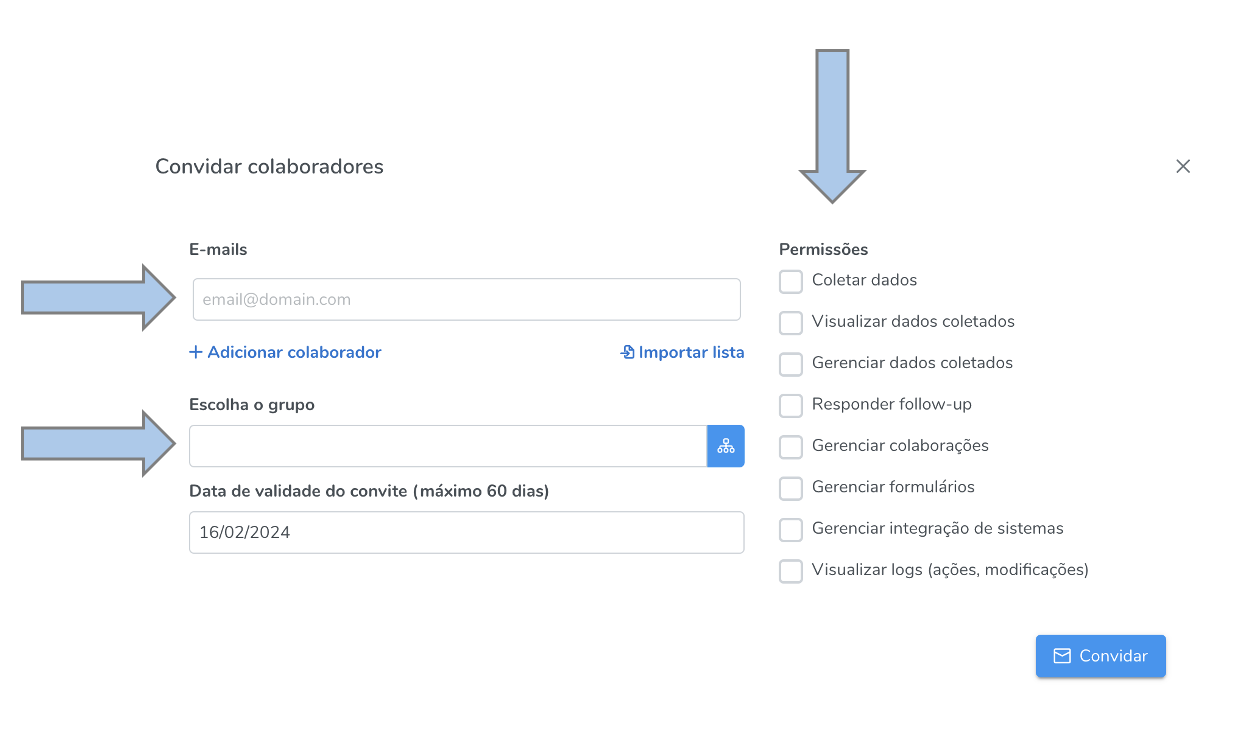 Convidar colaboradores
E-mails
email@domain.com
Adicionar colaborador
Importar lista
Escolha o grupo
Data de validade do convite (máximo 60 dias)
16/02/2024
Permissões
Coletar dados
Visualizar dados coletados
Gerenciar dados coletados
Responder follow-up
Gerenciar colaborações
Gerenciar formulários
Gerenciar integração de sistemas
Visualizar logs (ações, modificações)
Convidar